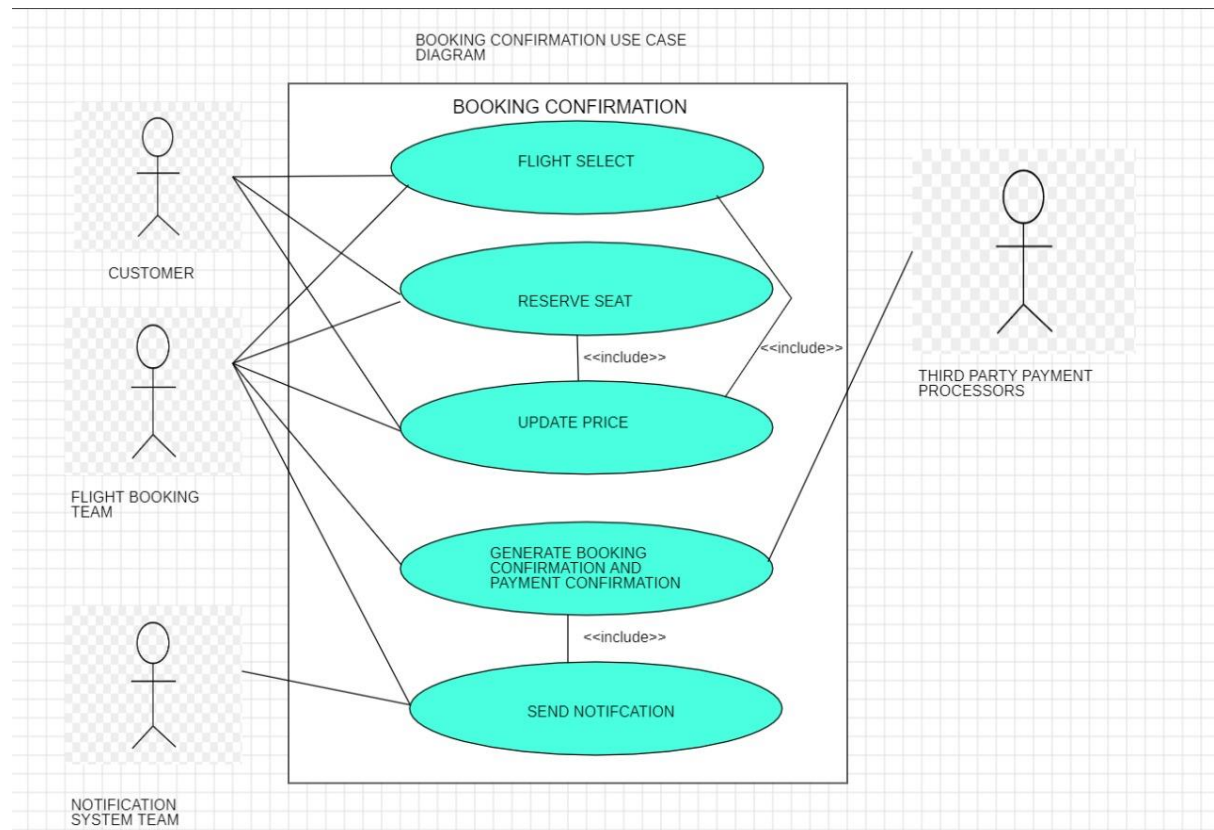 BOOKING CONFIRMATION USE CASE
DIAGRAM
BOOKING CONFIRMATION
FLIGHT SELECT
CUSTOMER
RESERVE SEAT
<<include>>
<<include>>
THIRD PARTY PAYMENT
PROCESSORS
UPDATE PRICE
FLIGHT BOOKING
TEAM
GENERATE BOOKING
CONFIRMATION AND
PAYMENT CONFIRMATION
<<include>>
SEND NOTIFCATION
NOTIFICATION
SYSTEM TEAM